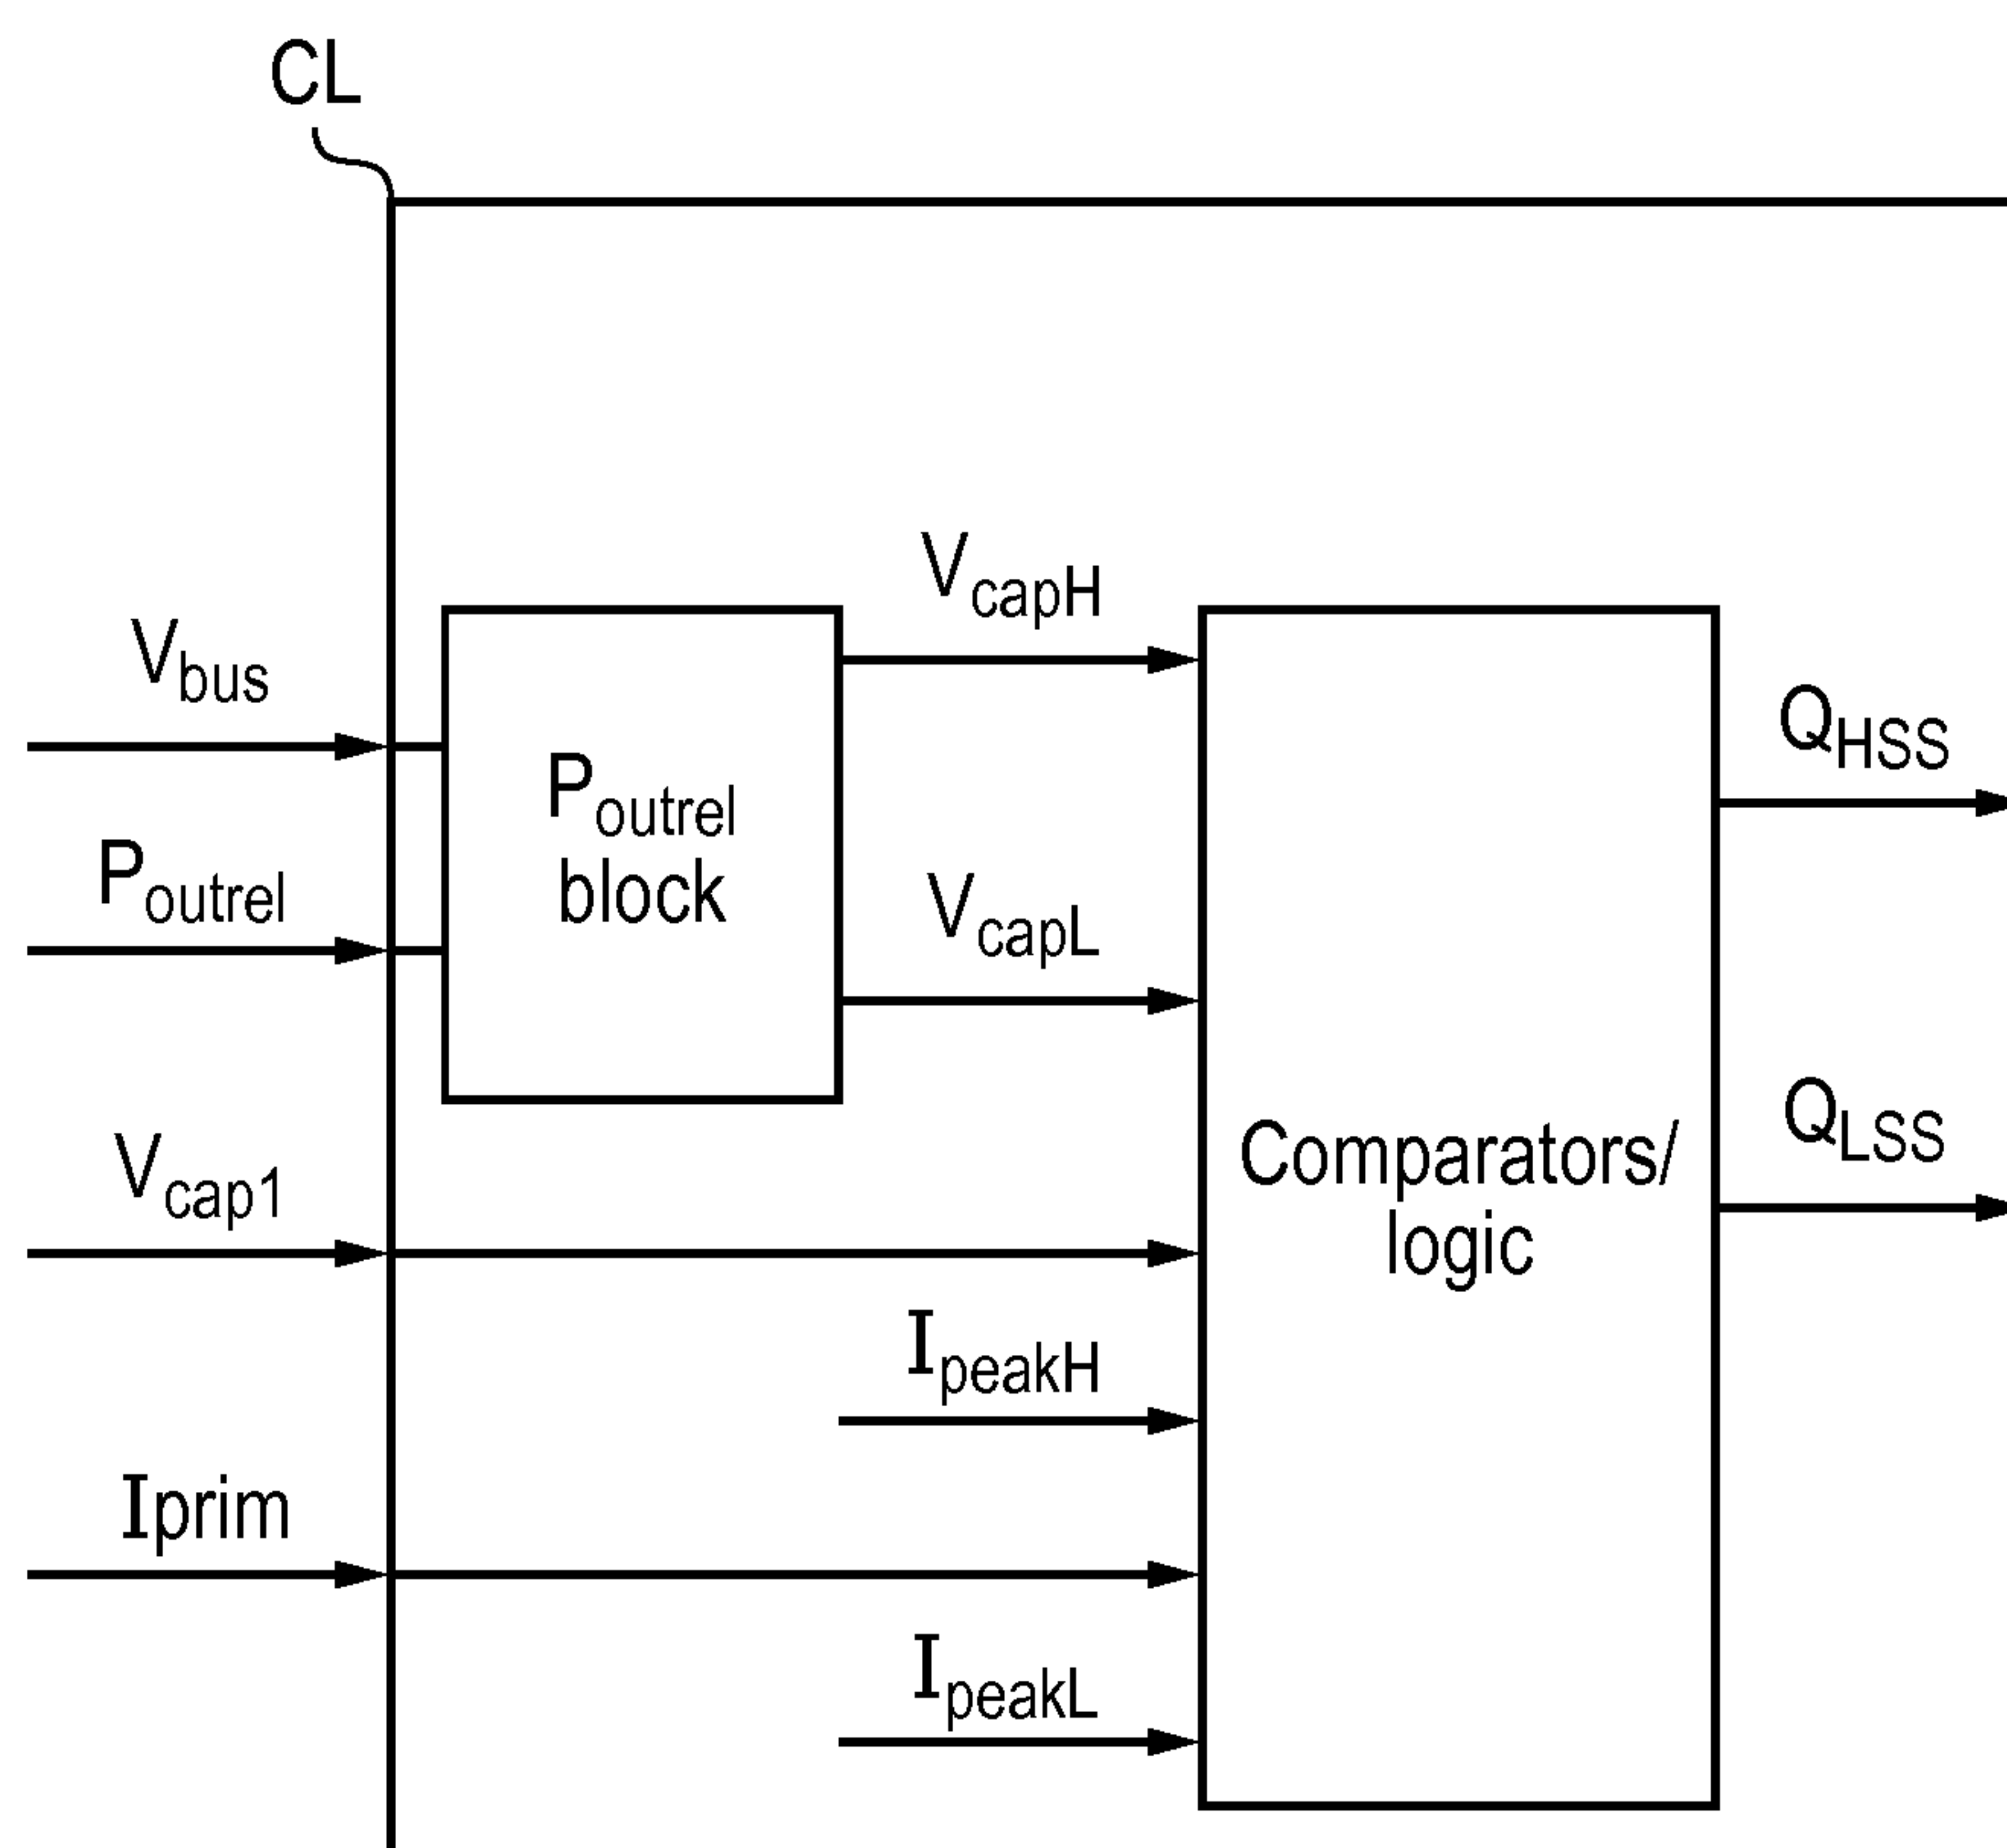 CL
VcapH
Vbus
Poutrel
block
QHSS
Poutrel
VcapL
Vcap1
QLSS
Comparators/
logic
IpeakH
Iprim
IpeakL